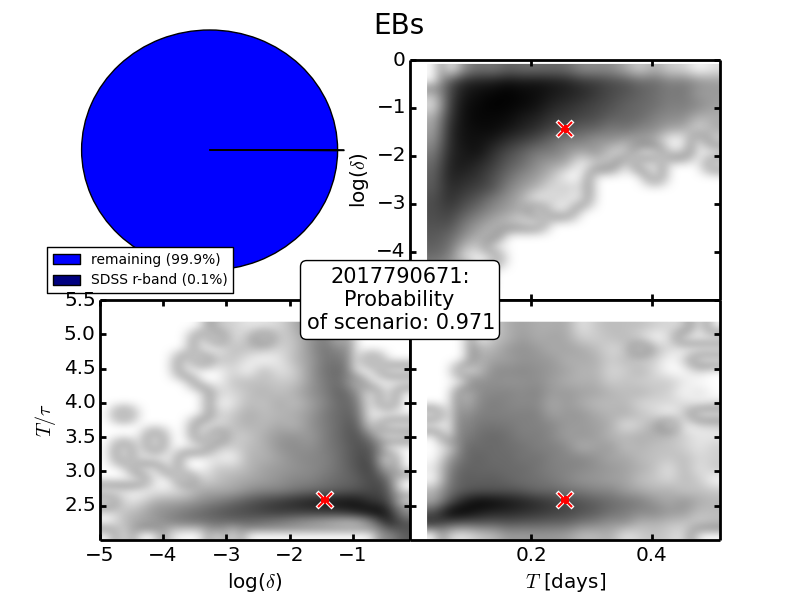 EBs
remaining (99.9%)
SDSS r-band (0.1%)
0
−1
−2
−3
−4
log(δ)
2017790671:
Probability
of scenario: 0.971
5.5
5.0
4.5
4.0
3.5
3.0
2.5
T/τ
−5 −4 −3 −2 −1
log(δ)
0.2 0.4
T [days]